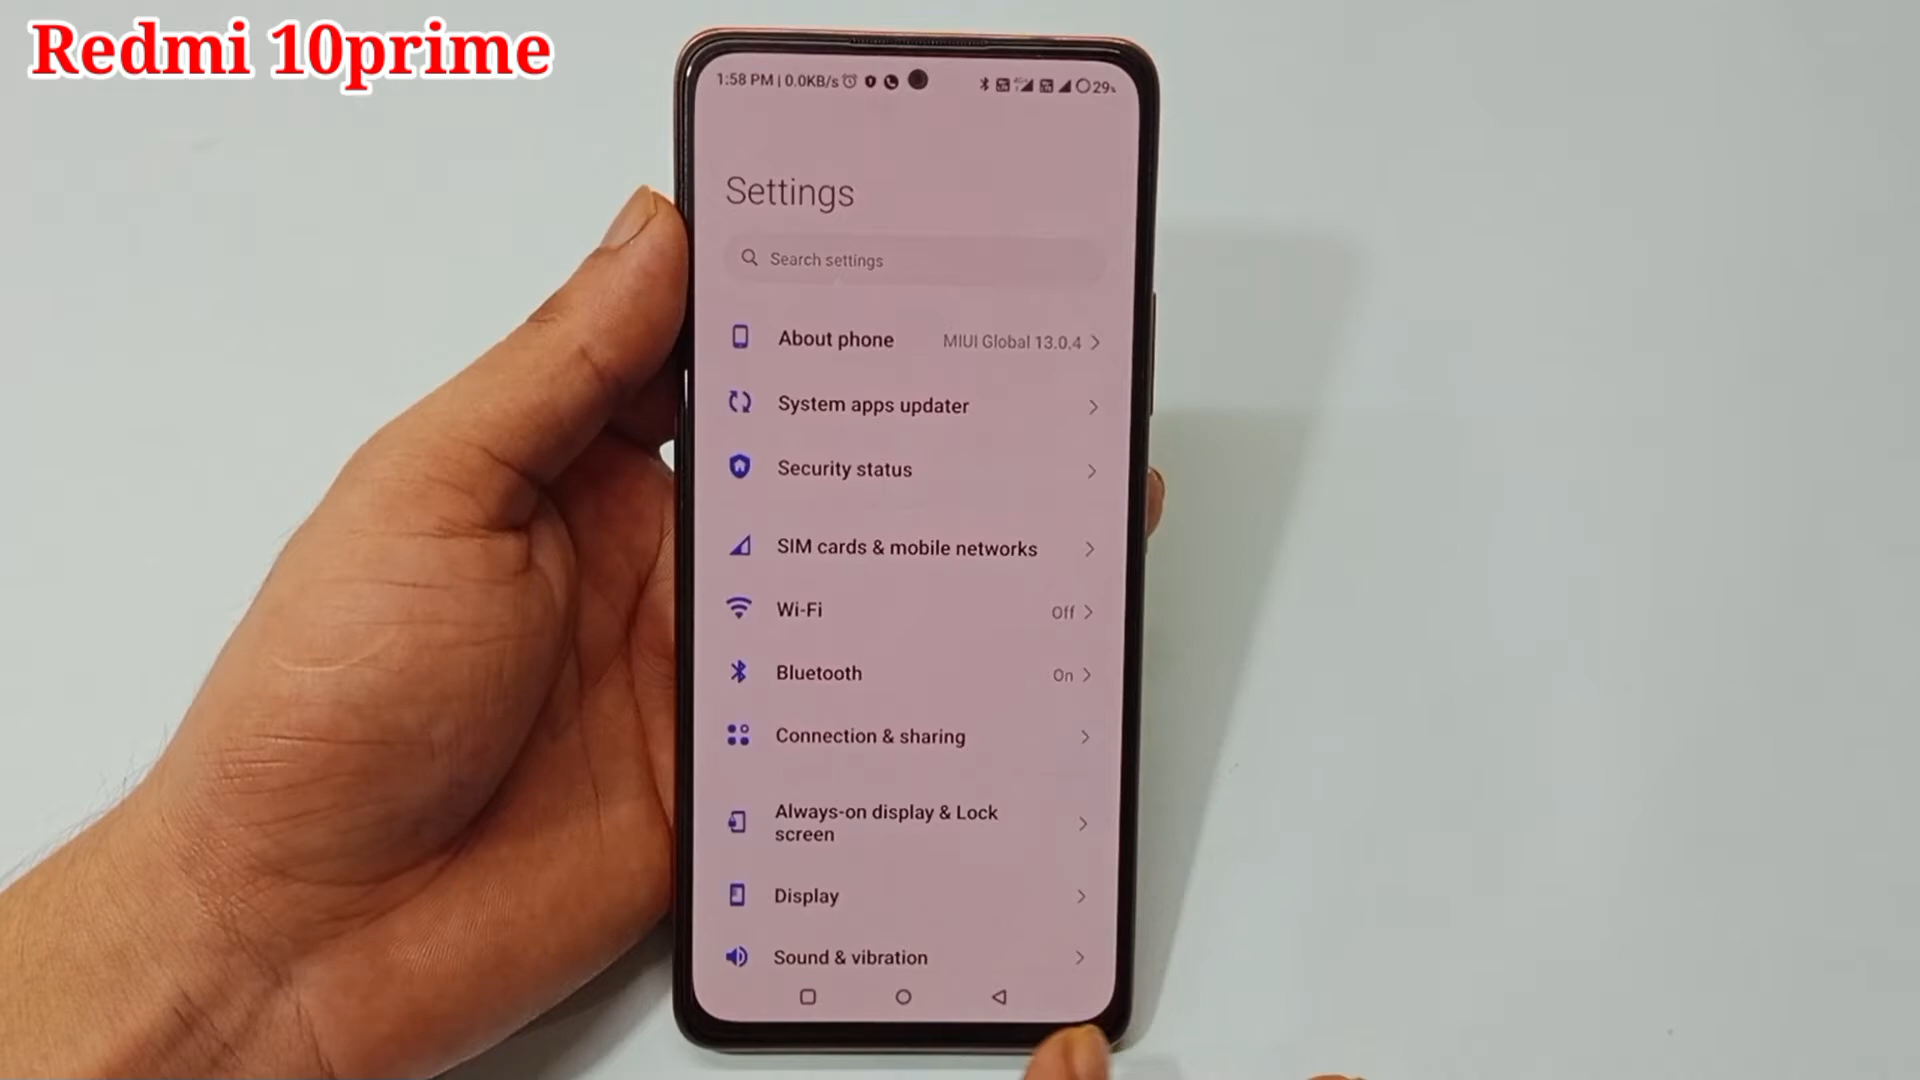 Redmi 10prime
1:58 PM | 0.0KB/s
29%
Settings
Search settings
About phone MIUI Global 13.0.4
System apps updater
Security status
SIM cards & mobile networks
Wi-Fi Off
Bluetooth On
Connection & sharing
Always-on display & Lock
screen
Display
Sound & vibration